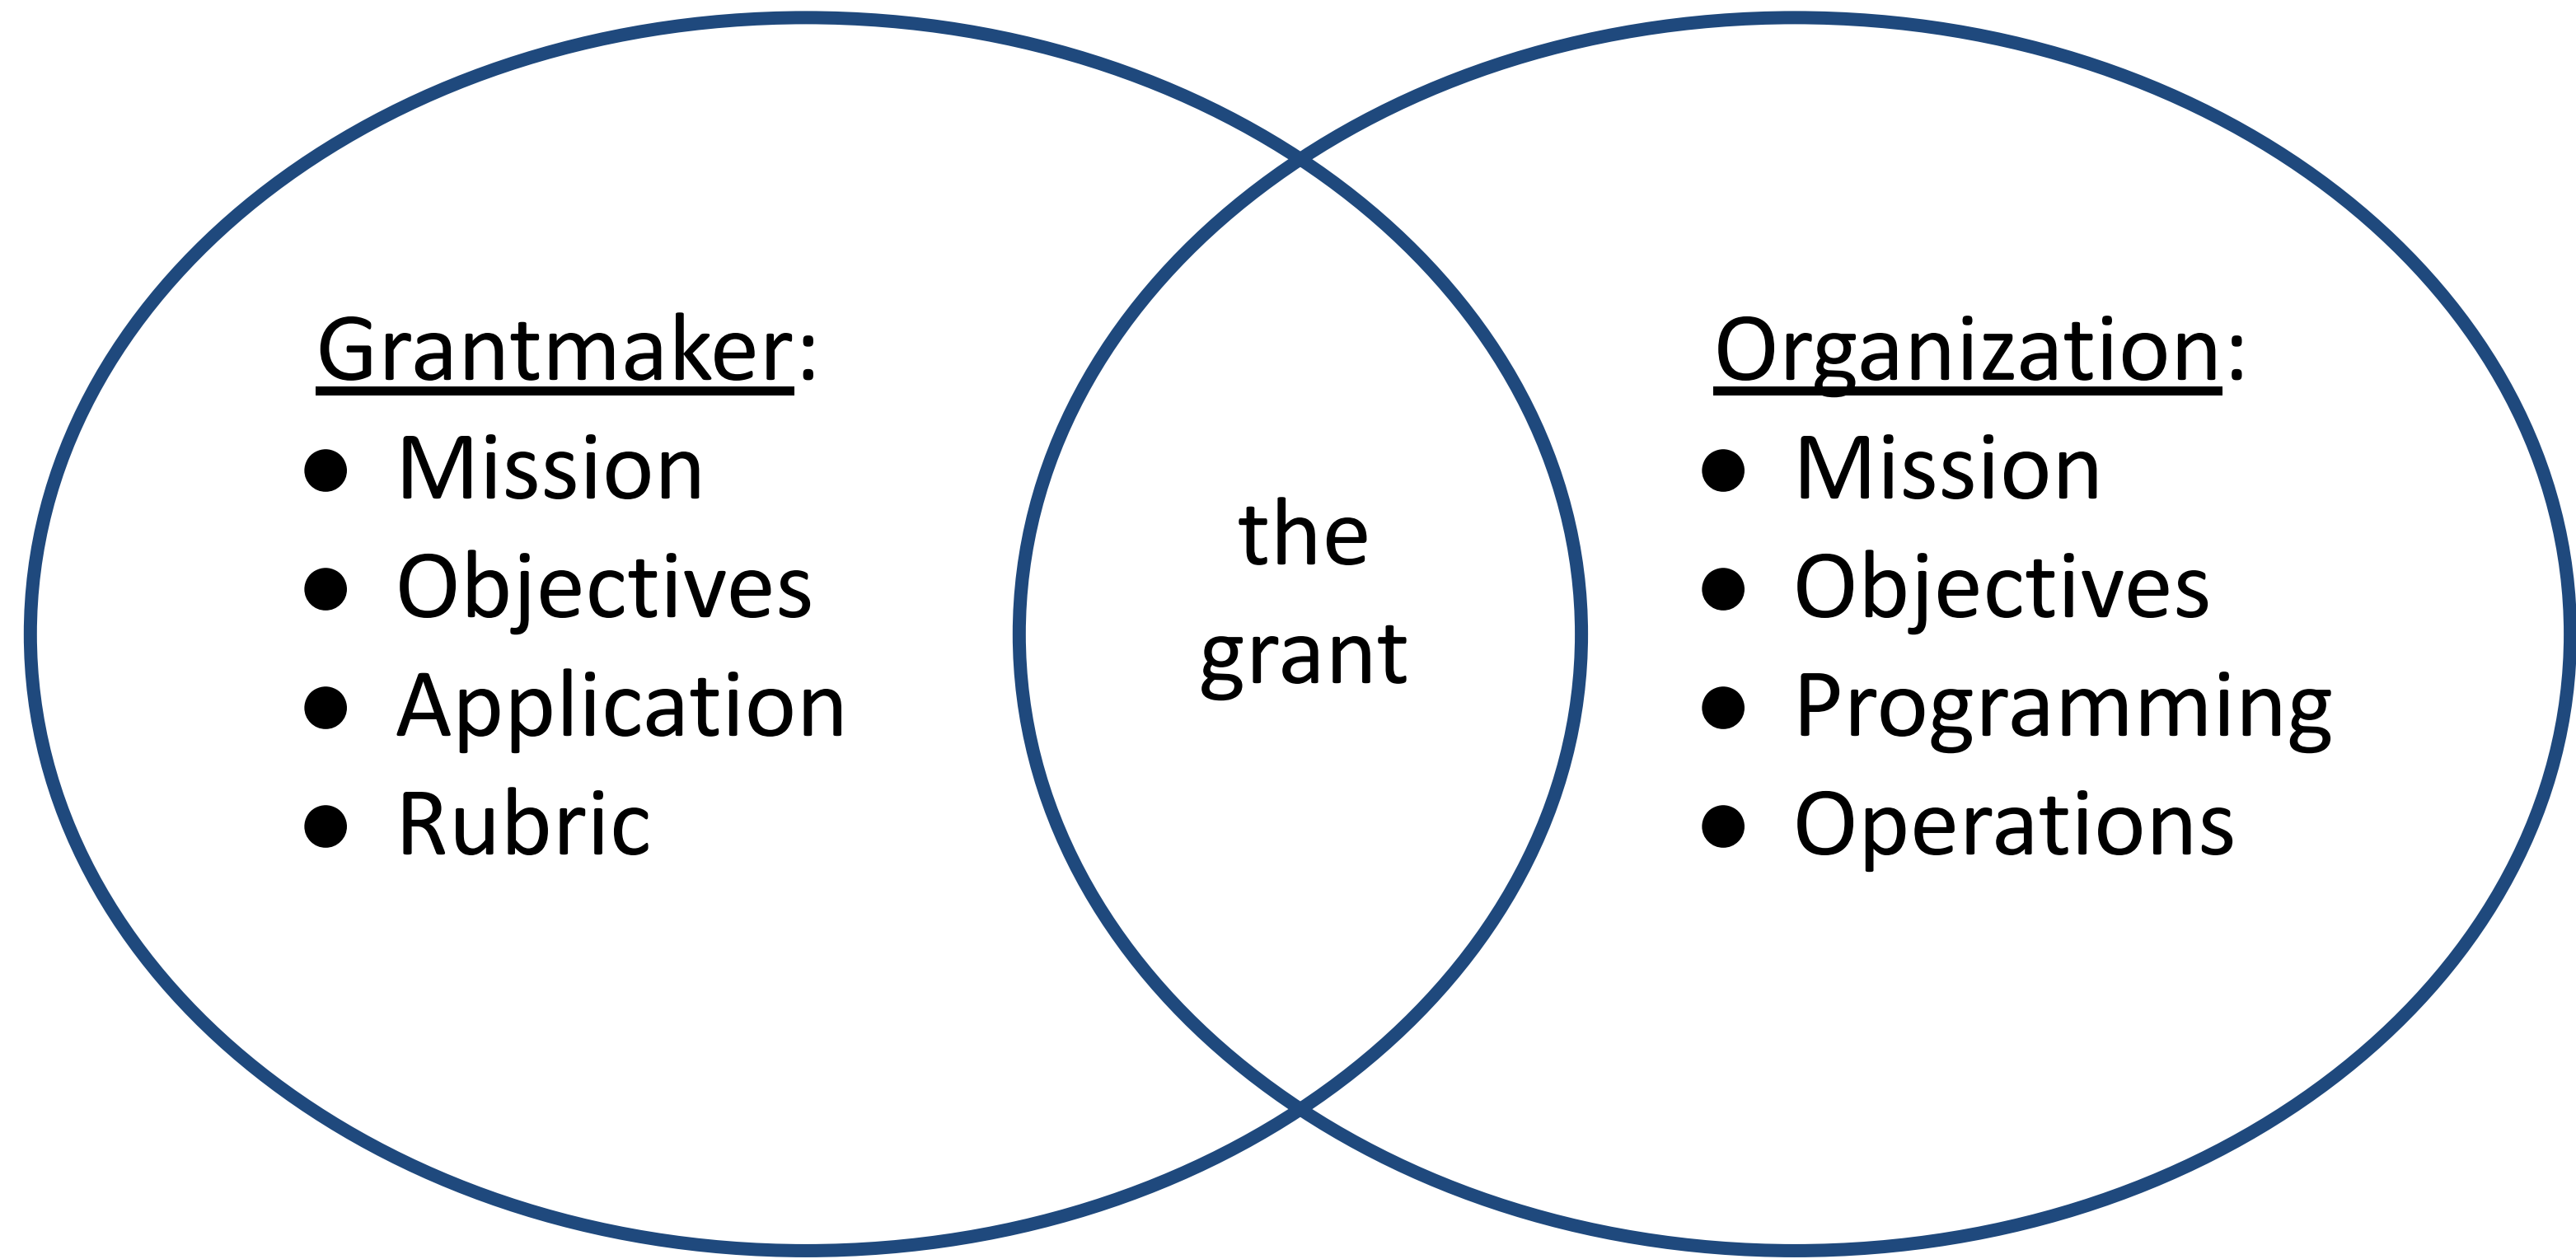 Grantmaker:
● Mission
● Objectives
● Application
● Rubric
the
grant
Organization:
● Mission
● Objectives
● Programming
● Operations